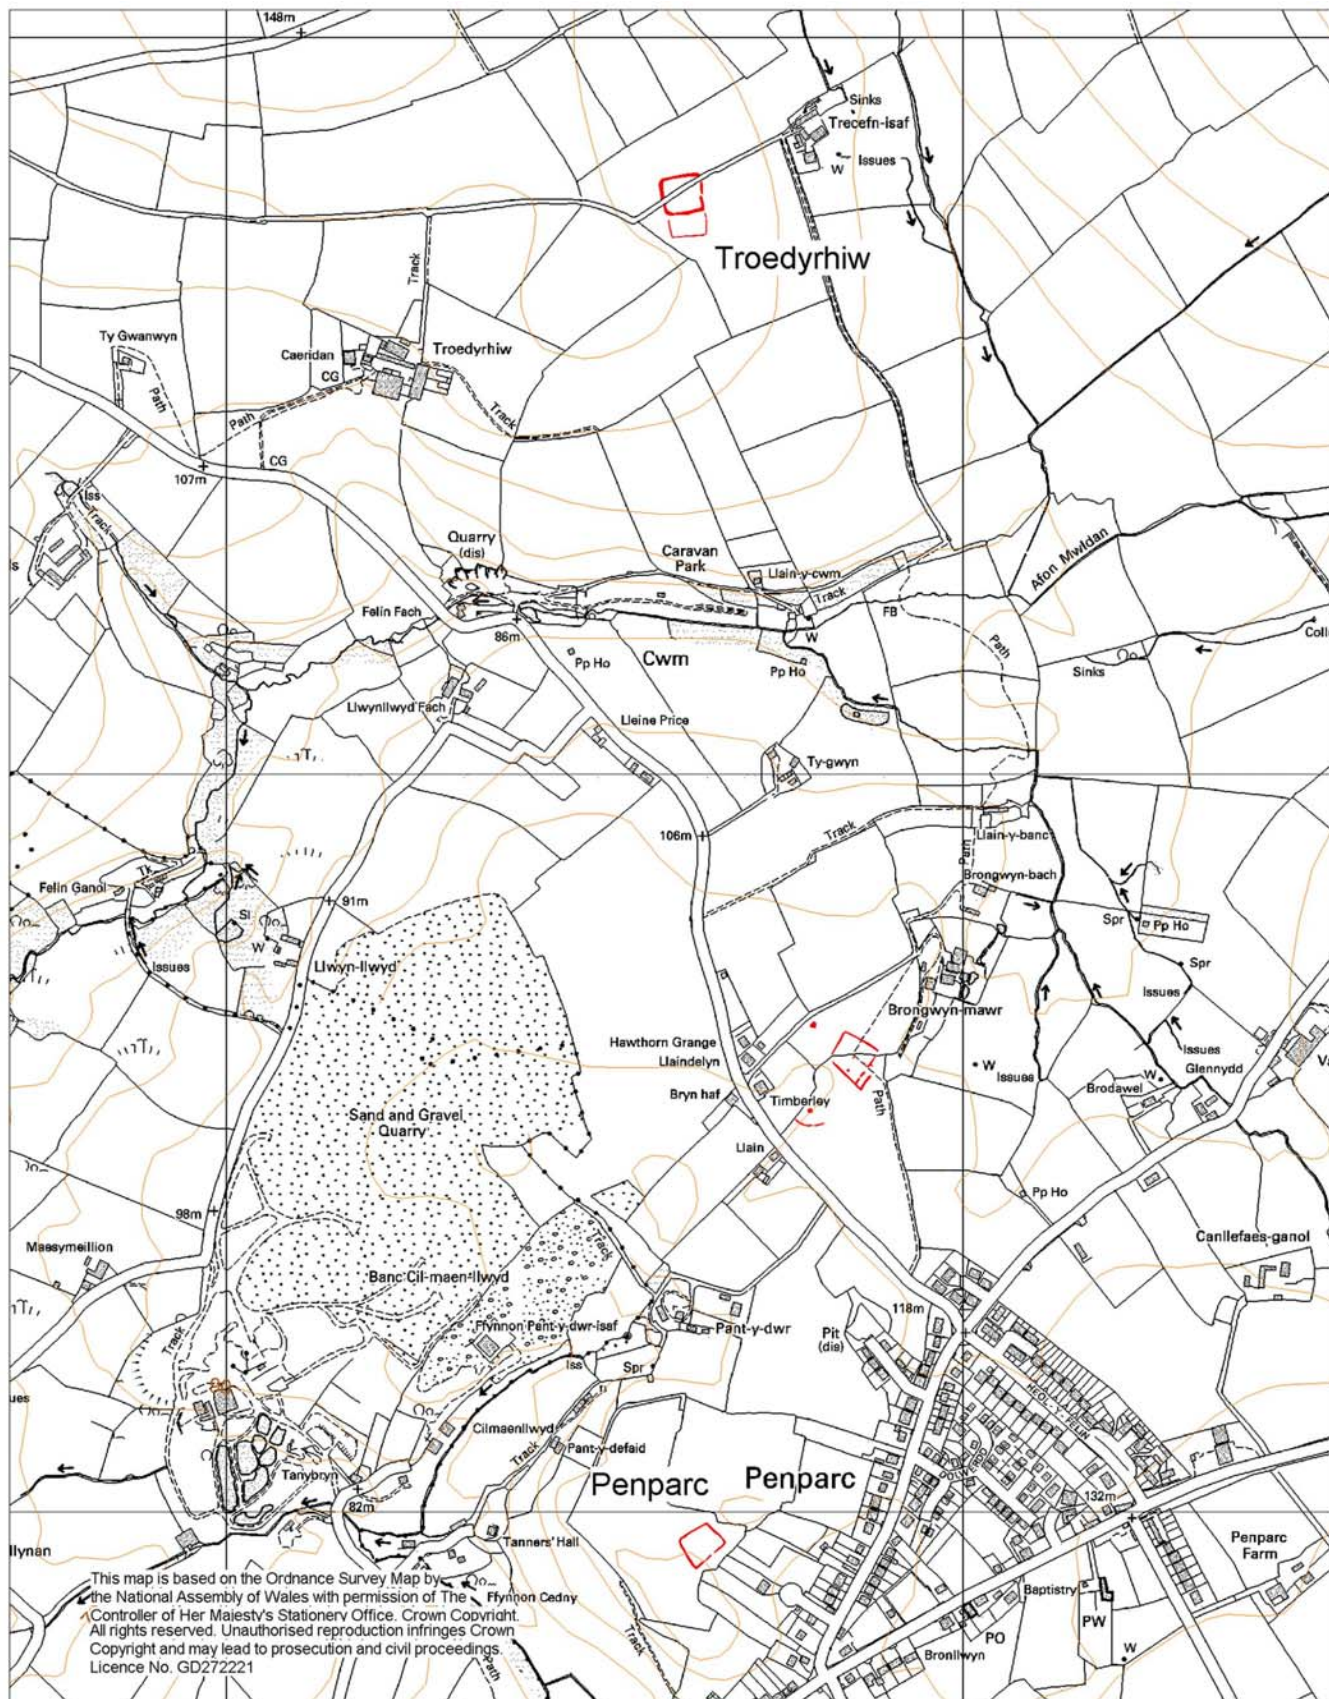 148m
Sinks
Trecefn-isaf
Issues
W
Troedyrhiw
Track
Ty Gwanwyn
Caeridan
Troedyrhiw
CG
Path
Path
Track
CG
107m
Iss
Track
Quarry
(dis)
Caravan
Park
Llain-y-cwm
Track
Afon Mwldan
Felin Fach
FB
W
86m
Path
Pp Ho
Cwm
Pp Ho
Sinks
Llwynllwyd Fach
Lleine Price
Ty-gwyn
106m
Track
Llain-y-banc
Path
Tk
Brongwyn-bach
Felin Ganol
91m
Sl
Spr
Pp Ho
W
Issues
Llwyn-llwyd
Spr
Issues
Brongwyn-mawr
Hawthorn Grange
Llaindelyn
W
Issues
Issues
Glennydd
W
Brodawel
Bryn haf
Timberley
Path
Sand and Gravel
Quarry
Llain
98m
Pp Ho
Maesymeillion
Track
Canllefaes-ganol
Banc Cil-maen-llwyd
118m
Track
Ffynnon Pant-y-dwr-isaf
Pant-y-dwr
Pit
(dis)
Iss
Spr
HEOL-Y-FELIN
Cilmaenllwyd
Track
Pant-y-defaid
DOLWERDD
Tanybryn
Penparc
Penparc
132m
82m
Tanners' Hall
Penparc
Farm
llynan
This map is based on the Ordnance Survey Map by
the National Assembly of Wales with permission of The
Controller of Her Majesty's Stationery Office. Crown Copyright.
All rights reserved. Unauthorised reproduction infringes Crown
Copyright and may lead to prosecution and civil proceedings.
Licence No. GD272221
Ffynnon Cedny
Path
Track
Baptistry
PW
PO
Bronllwyn
W